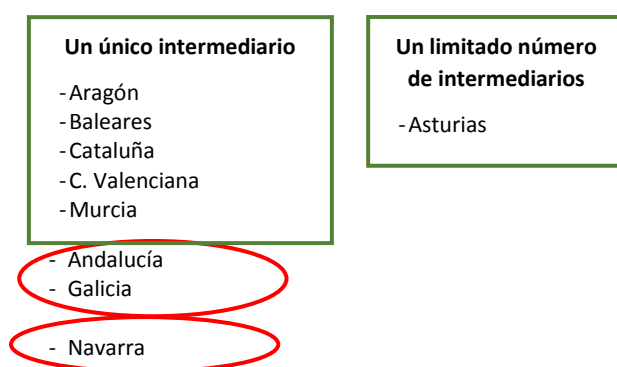 Un único intermediario
-Aragón
-Baleares
-Cataluña
-C. Valenciana
-Murcia
- Andalucía
- Galicia
- Navarra
Un limitado número
de intermediarios
-Asturias